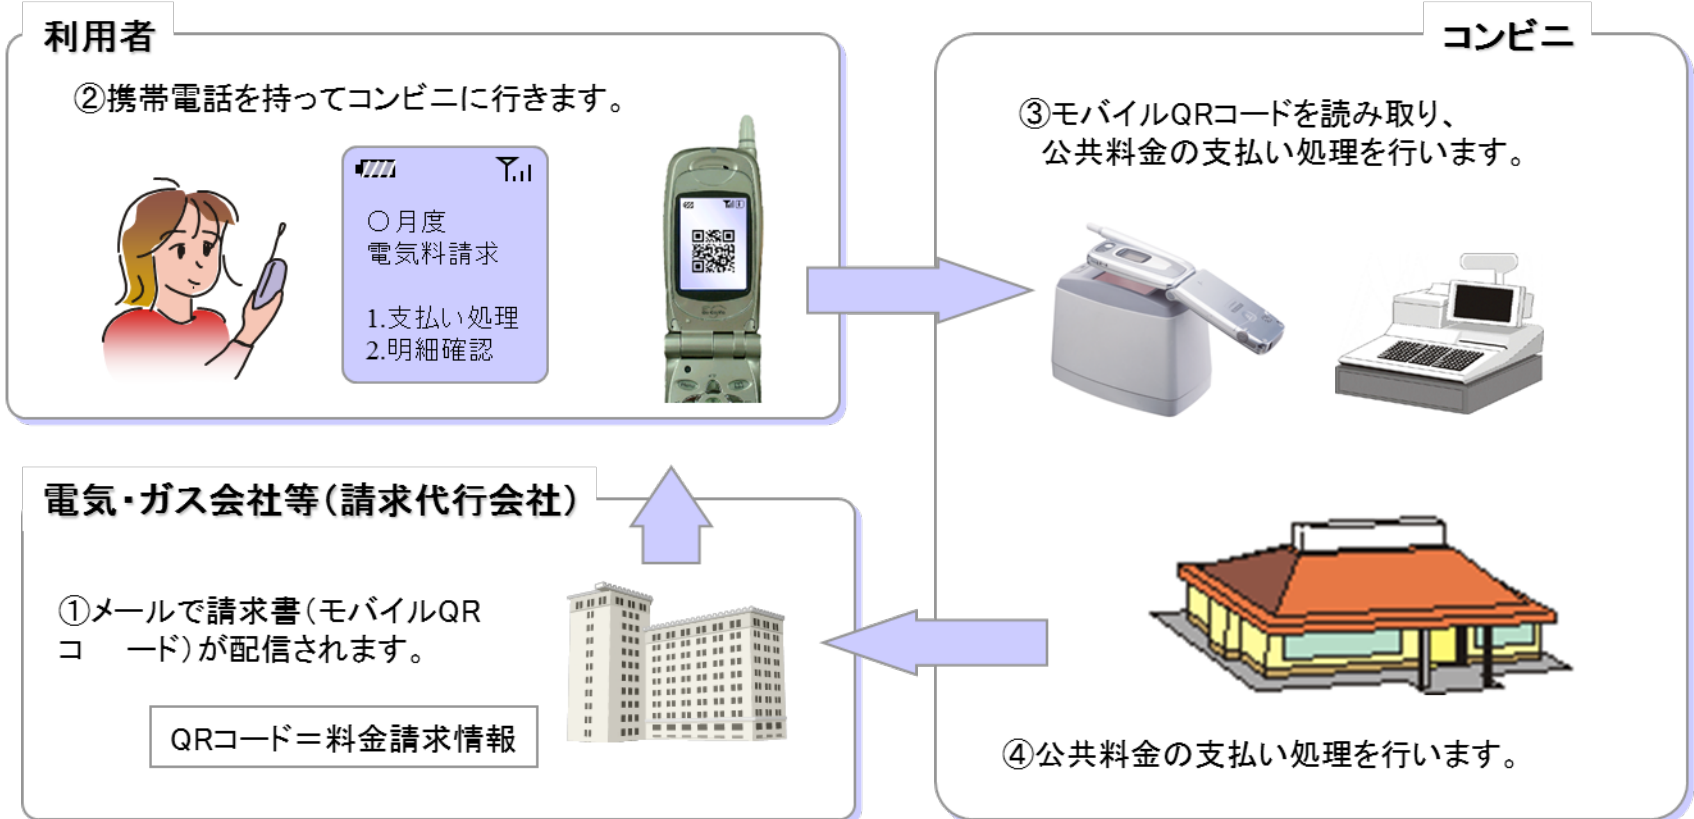 利用者
②携帯電話を持ってコンビニに行きます。
○月度
電気料請求
1.支払い処理
2.明細確認
コンビニ
③モバイルQRコードを読み取り、
公共料金の支払い処理を行います。
電気・ガス会社等(請求代行会社)
①メールで請求書(モバイルQR
コ　ード)が配信されます。
QRコード＝料金請求情報
④公共料金の支払い処理を行います。